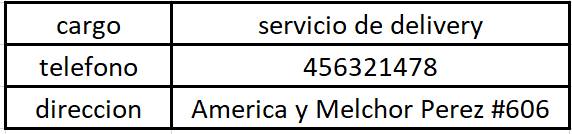 cargo servicio de delivery
telefono 456321478
direccion America y Melchor Perez #606